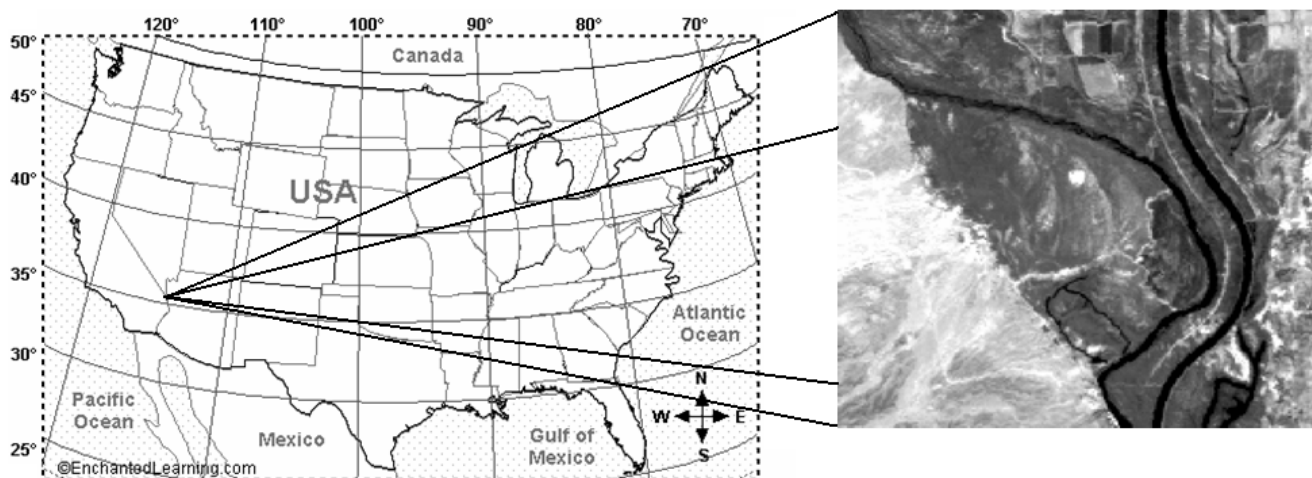 120° 110° 100° 90° 80° 70°
50°
Canada
45°
40°
USA
35°
Atlantic
Ocean
30°
N
W E
S
Pacific
Ocean
Mexico
Gulf of
Mexico
25°
©EnchantedLearning.com